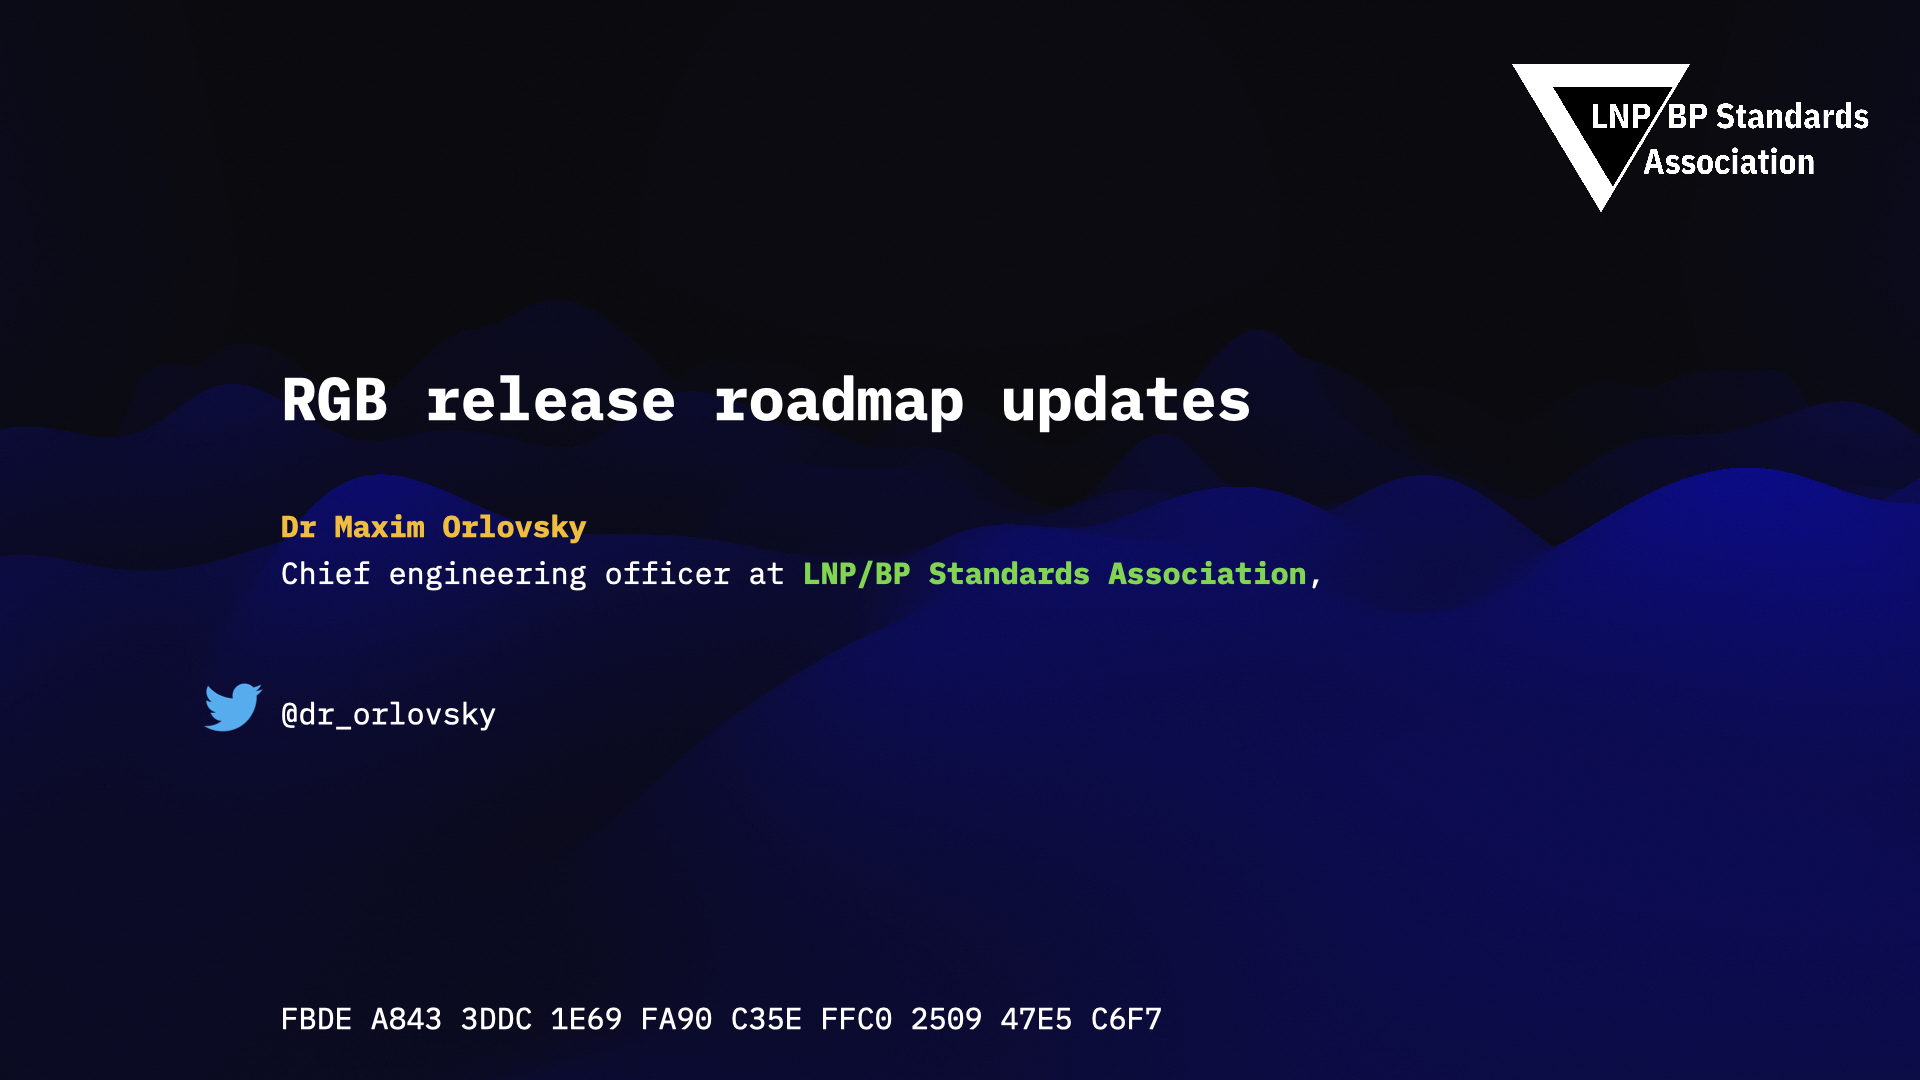 LNP/BP Standards
Association
RGB release roadmap updates
Dr Maxim Orlovsky
Chief engineering officer at LNP/BP Standards Association,
@dr_orlovsky
FBDE A843 3DDC 1E69 FA90 C35E FFC0 2509 47E5 C6F7